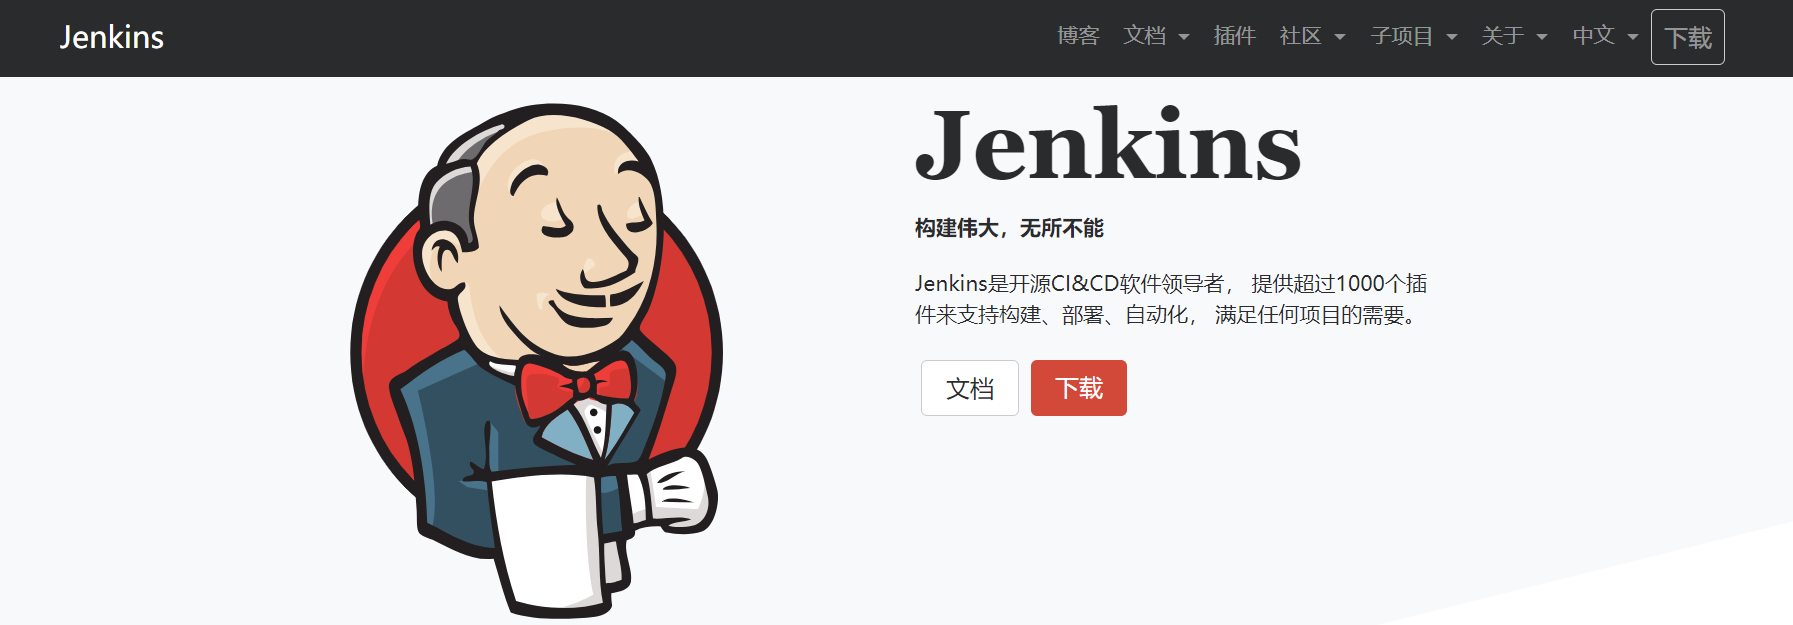 Jenkins
博客 文档 插件 社区 子项目 关于 中文 下载
Jenkins
构建伟大，无所不能
Jenkins是开源CI&CD软件领导者， 提供超过1000个插
件来支持构建、部署、自动化， 满足任何项目的需要。
文档 下载